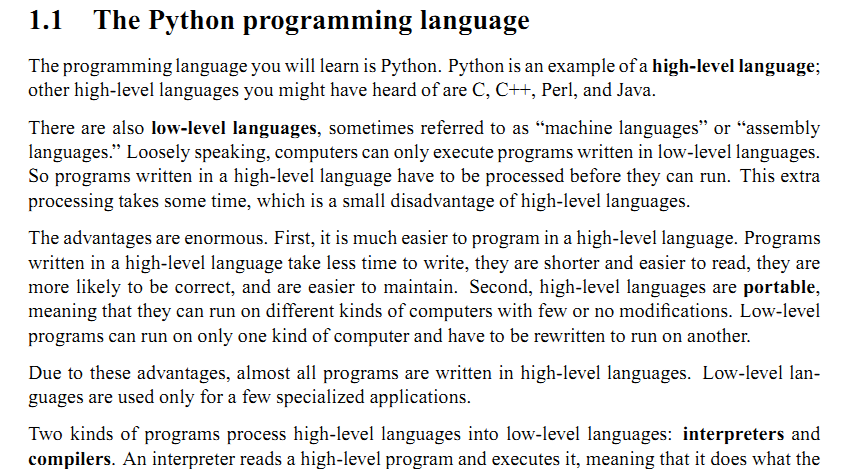 1.1 The Python programming language
The programming language you will learn is Python. Python is an example of a high-level language;
other high-level languages you might have heard of are C, C++, Perl, and Java.
There are also low-level languages, sometimes referred to as “machine languages” or “assembly
languages.” Loosely speaking, computers can only execute programs written in low-level languages.
So programs written in a high-level language have to be processed before they can run. This extra
processing takes some time, which is a small disadvantage of high-level languages.
The advantages are enormous. First, it is much easier to program in a high-level language. Programs
written in a high-level language take less time to write, they are shorter and easier to read, they are
more likely to be correct, and are easier to maintain. Second, high-level languages are portable,
meaning that they can run on different kinds of computers with few or no modifications. Low-level
programs can run on only one kind of computer and have to be rewritten to run on another.
Due to these advantages, almost all programs are written in high-level languages. Low-level lan-
guages are used only for a few specialized applications.
Two kinds of programs process high-level languages into low-level languages: interpreters and
compilers. An interpreter reads a high-level program and executes it, meaning that it does what the